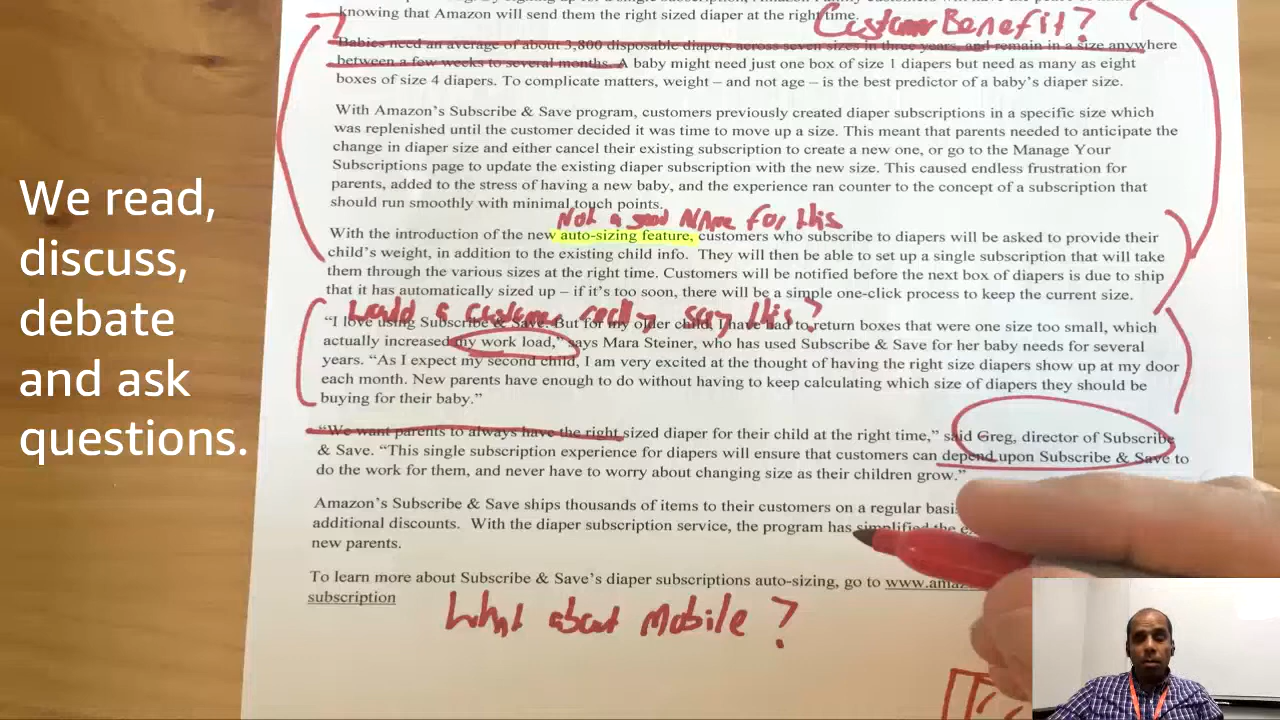 knowing that Amazon will send them the right sized diaper at the right time.
Customer Benefit?
Babies need an average of about 3,800 disposable diapers across seven sizes in three years, and remain in a size anywhere
between a few weeks to several months. A baby might need just one box of size 1 diapers but need as many as eight
boxes of size 4 diapers. To complicate matters, weight – and not age – is the best predictor of a baby's diaper size.
With Amazon's Subscribe & Save program, customers previously created diaper subscriptions in a specific size which
was replenished until the customer decided it was time to move up a size. This meant that parents needed to anticipate the
change in diaper size and either cancel their existing subscription to create a new one, or go to the Manage Your
Subscriptions page to update the existing diaper subscription with the new size. This caused endless frustration for
parents, added to the stress of having a new baby, and the experience ran counter to the concept of a subscription that
should run smoothly with minimal touch points.
Not a good NAme for this
With the introduction of the new auto-sizing feature, customers who subscribe to diapers will be asked to provide their
child's weight, in addition to the existing child info. They will then be able to set up a single subscription that will take
them through the various sizes at the right time. Customers will be notified before the next box of diapers is due to ship
that it has automatically sized up – if it's too soon, there will be a simple one-click process to keep the current size.
Would a customer really say this?
"I love using Subscribe & Save. But for my older child, I have had to return boxes that were one size too small, which
actually increased my work load," says Mara Steiner, who has used Subscribe & Save for her baby needs for several
years. "As I expect my second child, I am very excited at the thought of having the right size diapers show up at my door
each month. New parents have enough to do without having to keep calculating which size of diapers they should be
buying for their baby."
"We want parents to always have the right sized diaper for their child at the right time," said Greg, director of Subscribe
& Save. "This single subscription experience for diapers will ensure that customers can depend upon Subscribe & Save to
do the work for them, and never have to worry about changing size as their children grow."
Amazon's Subscribe & Save ships thousands of items to their customers on a regular basis
additional discounts. With the diaper subscription service, the program has simplified the
new parents.
To learn more about Subscribe & Save's diaper subscriptions auto-sizing, go to www.amaz
subscription
What about Mobile?
We read,
discuss,
debate
and ask
questions.